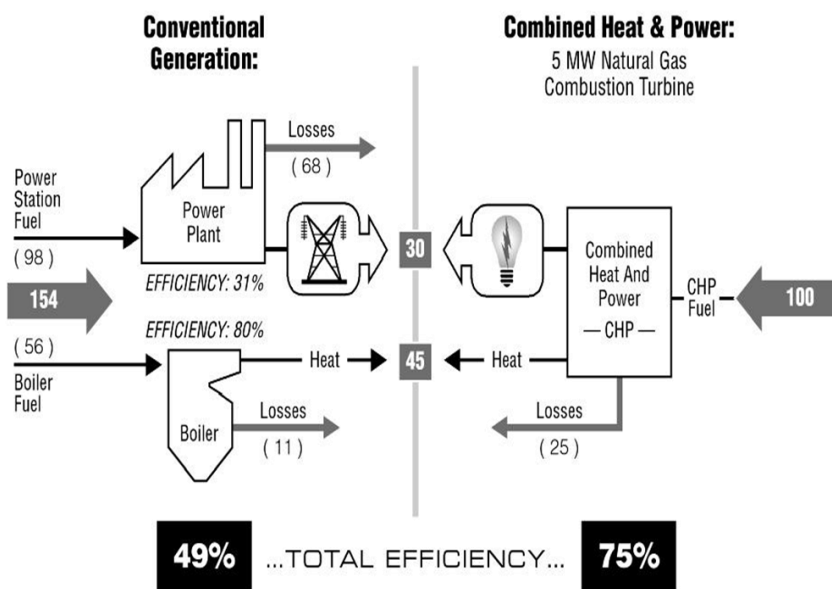 Conventional
Generation:
Combined Heat & Power:
5 MW Natural Gas
Combustion Turbine
Losses
( 68 )
Power
Station
Fuel
( 98 )
Power
Plant
30
Combined
Heat And
Power
— CHP —
CHP
Fuel
100
154
EFFICIENCY: 31%
EFFICIENCY: 80%
( 56 )
Boiler
Fuel
Heat
45
Heat
Boiler
Losses
( 11 )
Losses
( 25 )
49% ...TOTAL EFFICIENCY... 75%